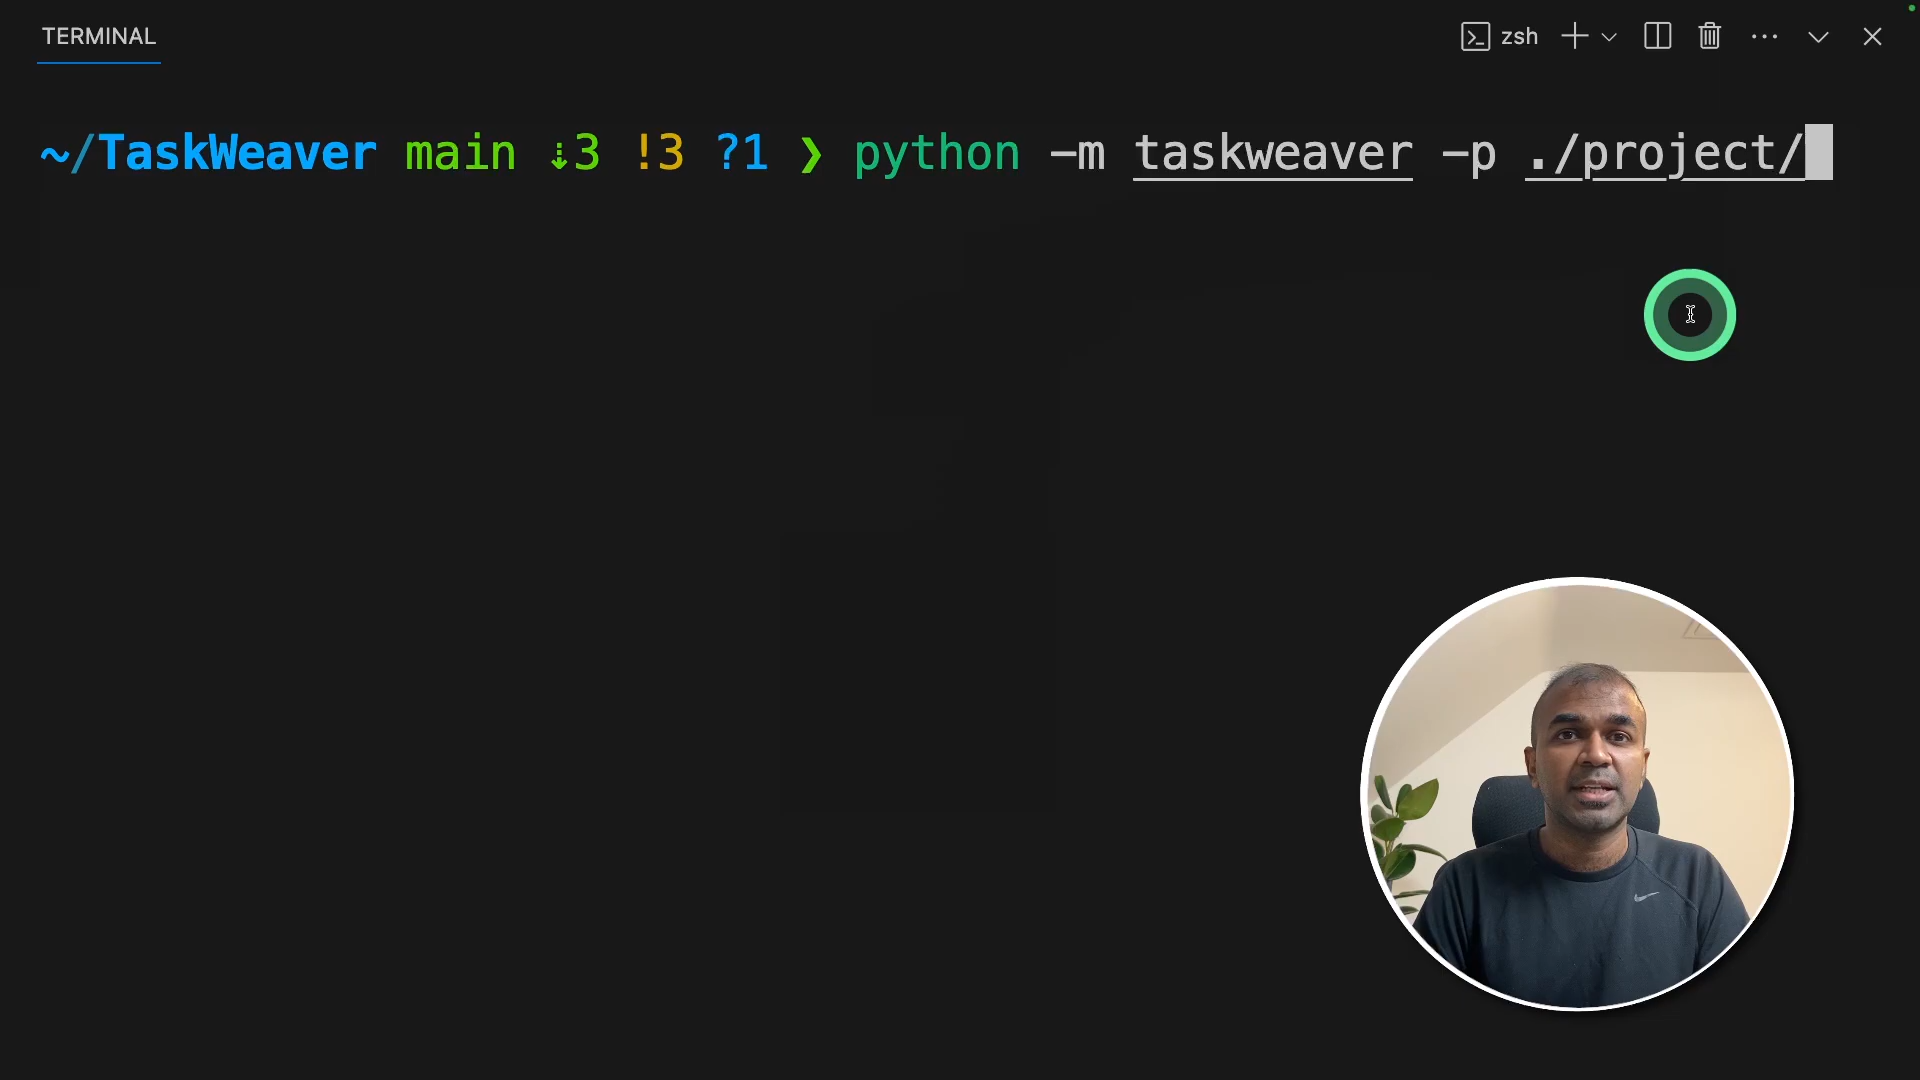 TERMINAL
zsh
~/TaskWeaver main ⇣3 !3 ?1 ❯ python -m taskweaver -p ./project/